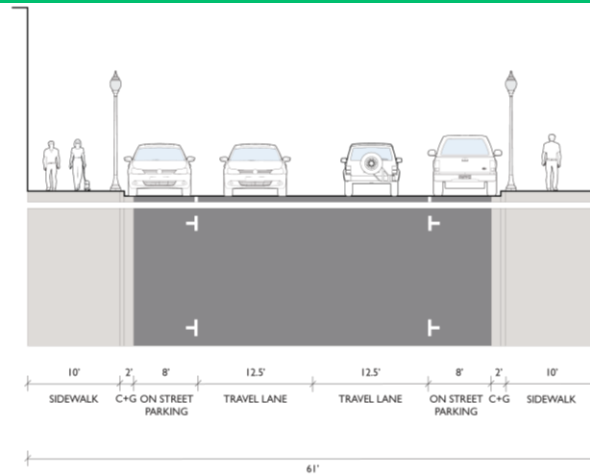 10' 2' 8' 12.5' 12.5' 8' 2' 10'
SIDEWALK C+G ON STREET PARKING TRAVEL LANE TRAVEL LANE ON STREET PARKING C+G SIDEWALK
61'